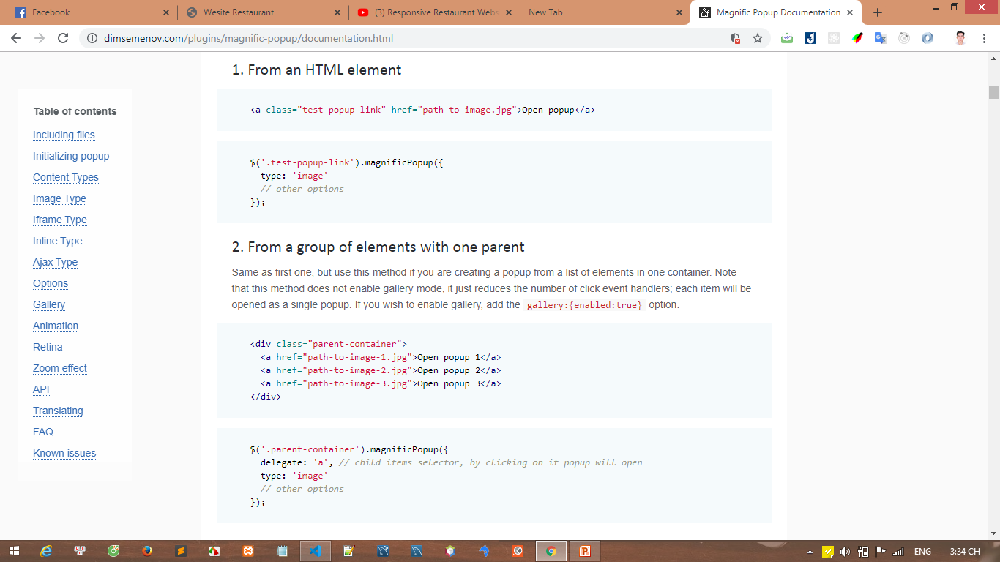 Facebook
Wesite Restaurant
(3) Responsive Restaurant Webs
New Tab
Magnific Popup Documentation
dimsemenov.com/plugins/magnific-popup/documentation.html
Table of contents
Including files
Initializing popup
Content Types
Image Type
Iframe Type
Inline Type
Ajax Type
Options
Gallery
Animation
Retina
Zoom effect
API
Translating
FAQ
Known issues
1. From an HTML element
<a class="test-popup-link" href="path-to-image.jpg">Open popup</a>
$('.test-popup-link').magnificPopup({
  type: 'image'
  // other options
});
2. From a group of elements with one parent
Same as first one, but use this method if you are creating a popup from a list of elements in one container. Note
that this method does not enable gallery mode, it just reduces the number of click event handlers; each item will be
opened as a single popup. If you wish to enable gallery, add the gallery:{enabled:true} option.
<div class="parent-container">
  <a href="path-to-image-1.jpg">Open popup 1</a>
  <a href="path-to-image-2.jpg">Open popup 2</a>
  <a href="path-to-image-3.jpg">Open popup 3</a>
</div>
$('.parent-container').magnificPopup({
  delegate: 'a', // child items selector, by clicking on it popup will open
  type: 'image'
  // other options
});
ENG
3:34 CH